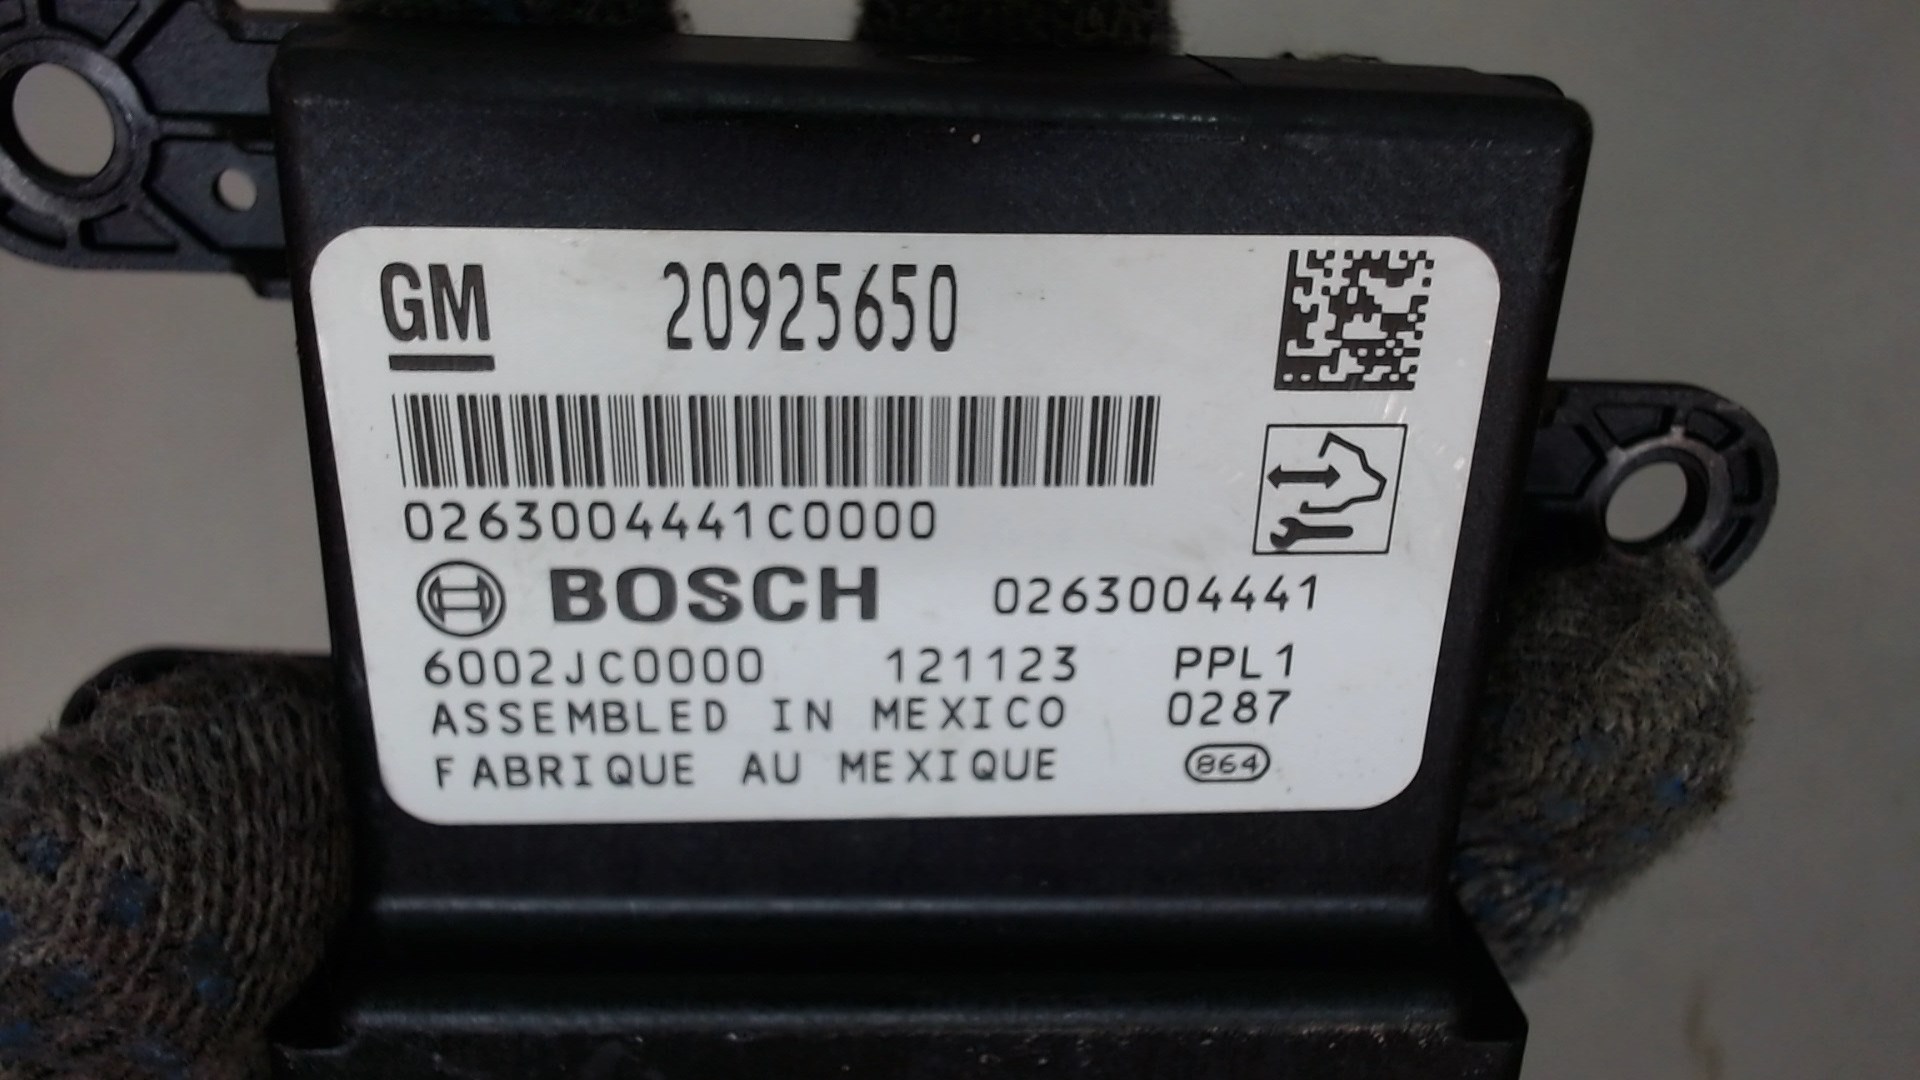 GM 20925650
0263004441C0000
BOSCH 0263004441
6002JC0000 121123 PPL1
ASSEMBLED IN MEXICO 0287
FABRIQUE AU MEXIQUE 864